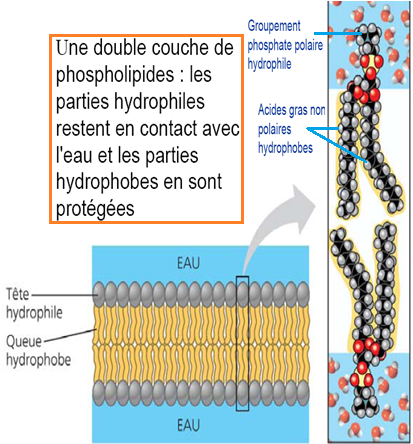 Une double couche de
phospholipides : les
parties hydrophiles
restent en contact avec
l'eau et les parties
hydrophobes en sont
protégées
Groupement
phosphate polaire
hydrophile
Acides gras non
polaires
hydrophobes
EAU
Tête
hydrophile
Queue
hydrophobe
EAU